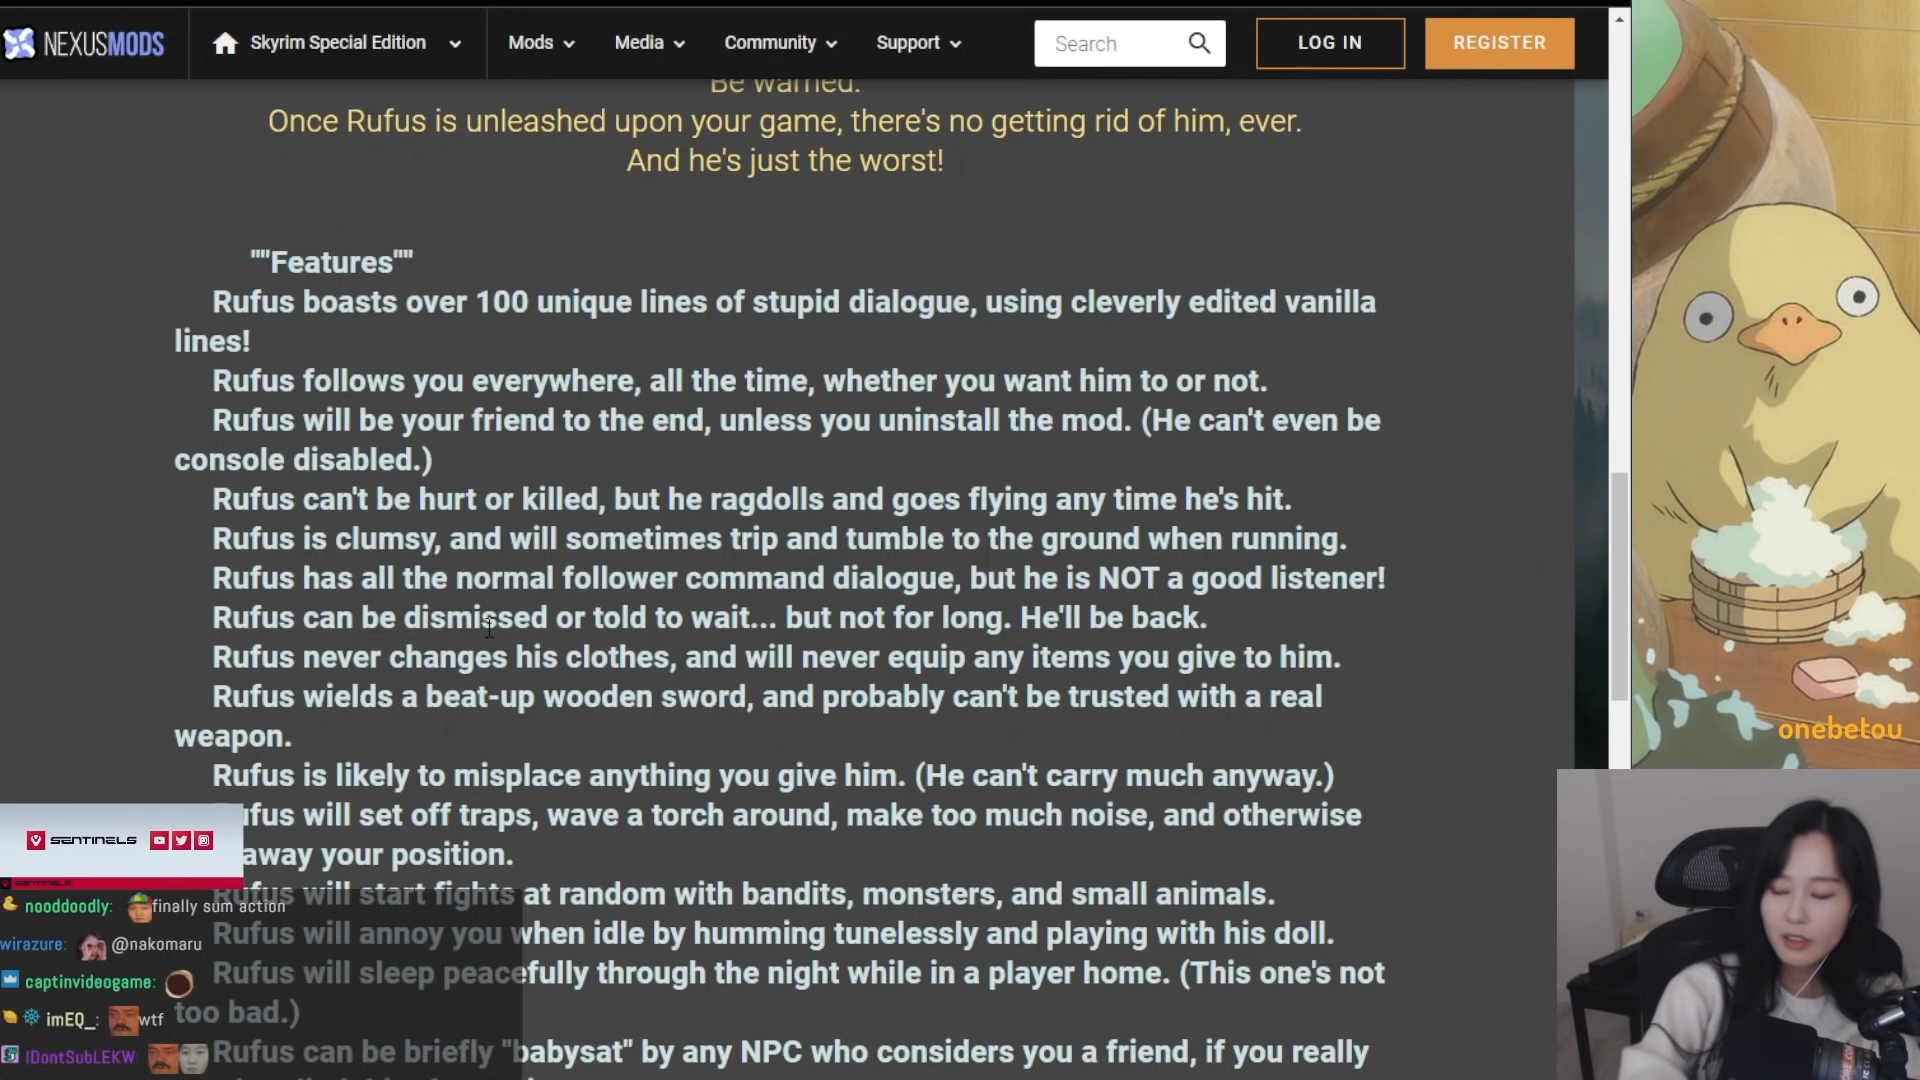 NEXUSMODS
Skyrim Special Edition
Mods
Media
Community
Support
Search
LOG IN
REGISTER
Be warned.
Once Rufus is unleashed upon your game, there's no getting rid of him, ever.
And he's just the worst!
""Features""
Rufus boasts over 100 unique lines of stupid dialogue, using cleverly edited vanilla
lines!
Rufus follows you everywhere, all the time, whether you want him to or not.
Rufus will be your friend to the end, unless you uninstall the mod. (He can't even be
console disabled.)
Rufus can't be hurt or killed, but he ragdolls and goes flying any time he's hit.
Rufus is clumsy, and will sometimes trip and tumble to the ground when running.
Rufus has all the normal follower command dialogue, but he is NOT a good listener!
Rufus can be dismissed or told to wait... but not for long. He'll be back.
Rufus never changes his clothes, and will never equip any items you give to him.
Rufus wields a beat-up wooden sword, and probably can't be trusted with a real
weapon.
Rufus is likely to misplace anything you give him. (He can't carry much anyway.)
ufus will set off traps, wave a torch around, make too much noise, and otherwise
away your position.
Rufus will start fights at random with bandits, monsters, and small animals.
Rufus will annoy you when idle by humming tunelessly and playing with his doll.
Rufus will sleep peacefully through the night while in a player home. (This one's not
too bad.)
Rufus can be briefly "babysat" by any NPC who considers you a friend, if you really
SENTINELS
SENTINELS
nooddoodly: finally sum action
wirazure: @nakomaru
captinvideogame:
imEQ_: wtf
IDontSubLEKW:
onebetou